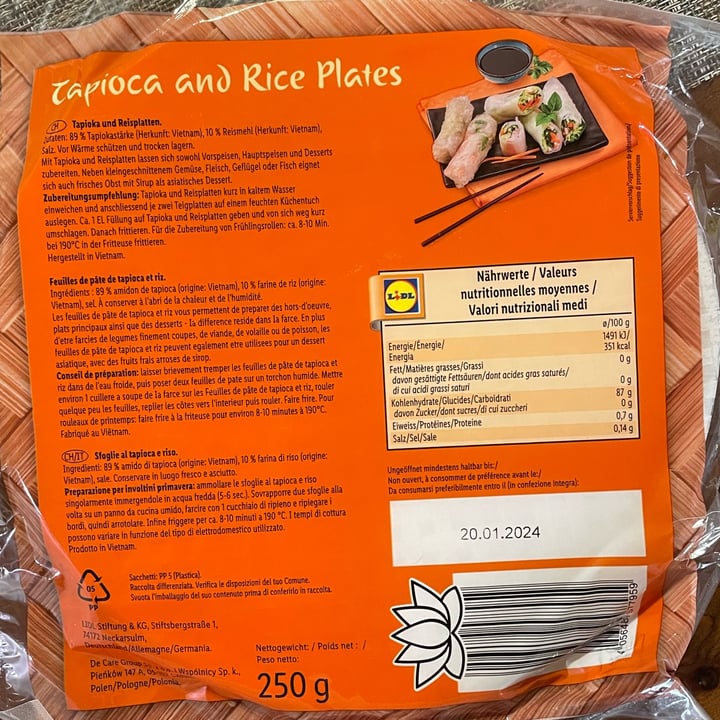 Tapioca and Rice Plates
CH Tapioka und Reisplatten.
Zutaten: 89 % Tapiokastärke (Herkunft: Vietnam), 10 % Reismehl (Herkunft: Vietnam),
Salz. Vor Wärme schützen und trocken lagern.
Mit Tapioka und Reisplatten lassen sich sowohl Vorspeisen, Hauptspeisen und Desserts
zubereiten. Neben kleingeschnittenem Gemüse, Fleisch, Geflügel oder Fisch eignet
sich auch frisches Obst mit Sirup als asiatisches Dessert.
Zubereitungsempfehlung: Tapioka und Reisplatten kurz in kaltem Wasser
einweichen und anschliessend je zwei Teigplatten auf einem feuchten Küchentuch
auslegen. Ca. 1 EL Füllung auf Tapioka und Reisplatten geben und von sich weg kurz
umschlagen. Danach frittieren. Für die Zubereitung von Frühlingsrollen: ca. 8-10 Min.
bei 190°C in der Fritteuse frittieren.
Hergestellt in Vietnam.
Feuilles de pâte de tapioca et riz.
Ingrédients : 89 % amidon de tapioca (origine: Vietnam), 10 % farine de riz (origine:
Vietnam), sel. À conserver à l'abri de la chaleur et de l'humidité.
Les feuilles de pâte de tapioca et riz vous permettent de preparer des hors-d'oeuvre,
plats principaux ainsi que des desserts - la difference reside dans la farce. En plus
d'etre farcies de legumes finement coupes, de viande, de volaille ou de poisson, les
feuilles de pâte de tapioca et riz peuvent egalement etre utilisées pour un dessert
asiatique, avec des fruits frais arroses de sirop.
Conseil de préparation: laisser brievement tremper les feuilles de pâte de tapioca et
riz dans de l'eau froide, puis poser deux feuilles de pate sur un torchon humide. Mettre
environ 1 cuillere a soupe de la farce sur les Feuilles de pâte de tapioca et riz, rouler
quelque peu les feuilles, replier les côtes vers l'interieur puis rouler. Faire frire. Pour
rouleaux de printemps: faire frire à la friteuse pour environ 8-10 minutes à 190°C.
Fabriqué au Viêtnam.
CH/IT Sfoglie al tapioca e riso.
Ingredienti: 89 % amido di tapioca (origine: Vietnam), 10 % farina di riso (origine:
Vietnam), sale. Conservare in luogo fresco e asciutto.
Preparazione per involtini primavera: ammollare le sfoglie al tapioca e riso
singolarmente immergendole in acqua fredda (5-6 sec.). Sovrapporre due sfoglie alla
volta su un panno da cucina umido, farcire con 1 cucchiaio di ripieno e ripiegare i
bordi, quindi arrotolare. Infine friggere per ca. 8-10 minuti a 190 °C. I tempi di cottura
possono variare in funzione del tipo di elettrodomestico utilizzato.
Prodotto in Vietnam.
05
PP
Sacchetti: PP 5 (Plastica).
Raccolta differenziata. Verifica le disposizioni del tuo Comune.
Svuota l'imballaggio del suo contenuto prima di conferirlo in raccolta.
LIDL Stiftung & KG, Stiftsbergstraße 1,
74172 Neckarsulm,
Deutschland/Allemagne/Germania.
De Care Group
Pieńków 147 A, Wspólnicy Sp. k.,
Polen/Pologne/Polonia.
Nettogewicht: / Poids net : /
Peso netto:
250 g
Serviervorschlag/Suggestion de présentation/
Suggerimento di presentazione
LIDL
Nährwerte / Valeurs
nutritionnelles moyennes /
Valori nutrizionali medi
ø/100 g
Energie/Énergie/ 1491 kJ/
Energia 351 kcal
Fett/Matières grasses/Grassi 0 g
davon gesättigte Fettsäuren/dont acides gras saturés/
di cui acidi grassi saturi 0 g
Kohlenhydrate/Glucides/Carboidrati 87 g
davon Zucker/dont sucres/di cui zuccheri 0 g
Eiweiss/Protéines/Proteine 0,7 g
Salz/Sel/Sale 0,14 g
Ungeöffnet mindestens haltbar bis:/
Non ouvert, à consommer de préférence avant le:/
Da consumarsi preferibilmente entro il (in confezione integra):
20.01.2024